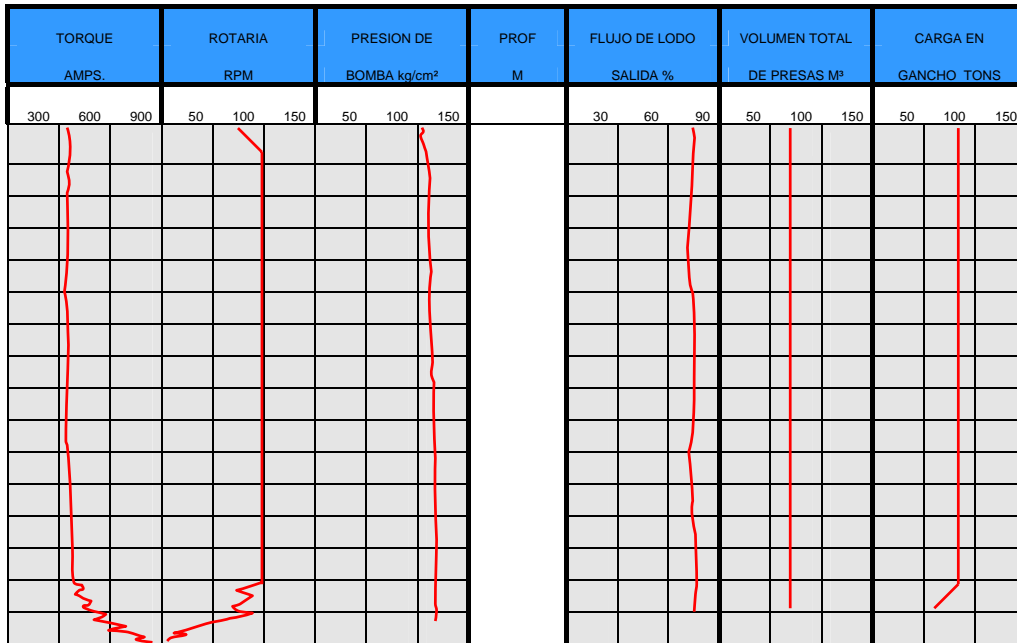 TORQUE ROTARIA PRESION DE PROF FLUJO DE LODO VOLUMEN TOTAL CARGA EN
AMPS. RPM BOMBA kg/cm² M SALIDA % DE PRESAS M³ GANCHO TONS
300 600 900 50 100 150 50 100 150 30 60 90 50 100 150 50 100 150